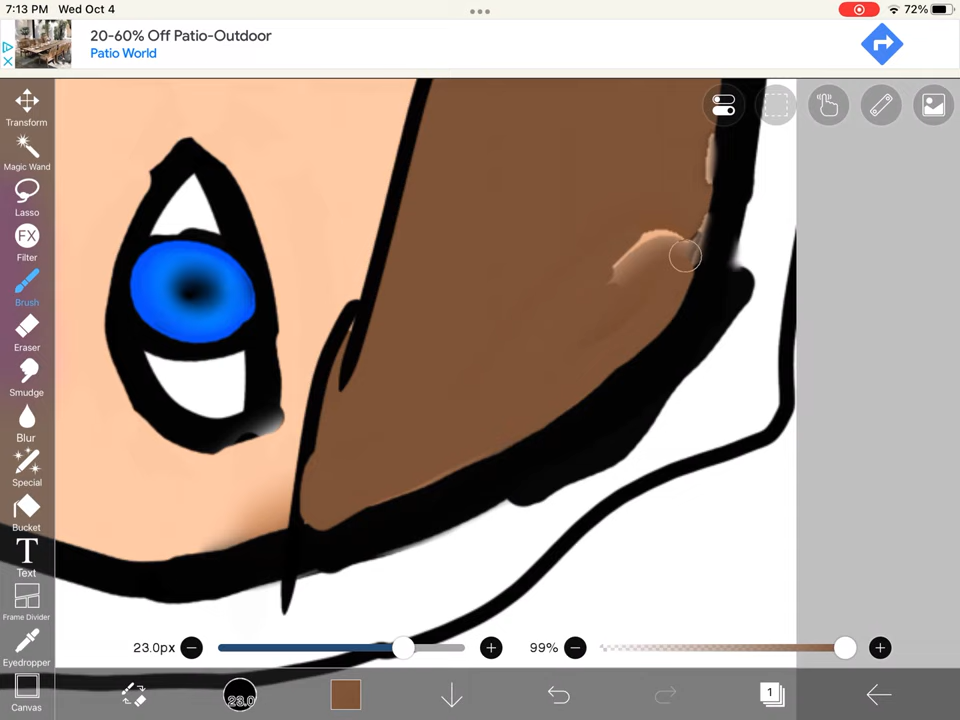 7:13 PM Wed Oct 4
72%
20-60% Off Patio-Outdoor
Patio World
Transform
Magic Wand
Lasso
FX
Filter
Brush
Eraser
Smudge
Blur
Special
Bucket
T
Text
Frame Divider
Eyedropper
Canvas
23.0px
99%
23.0
1